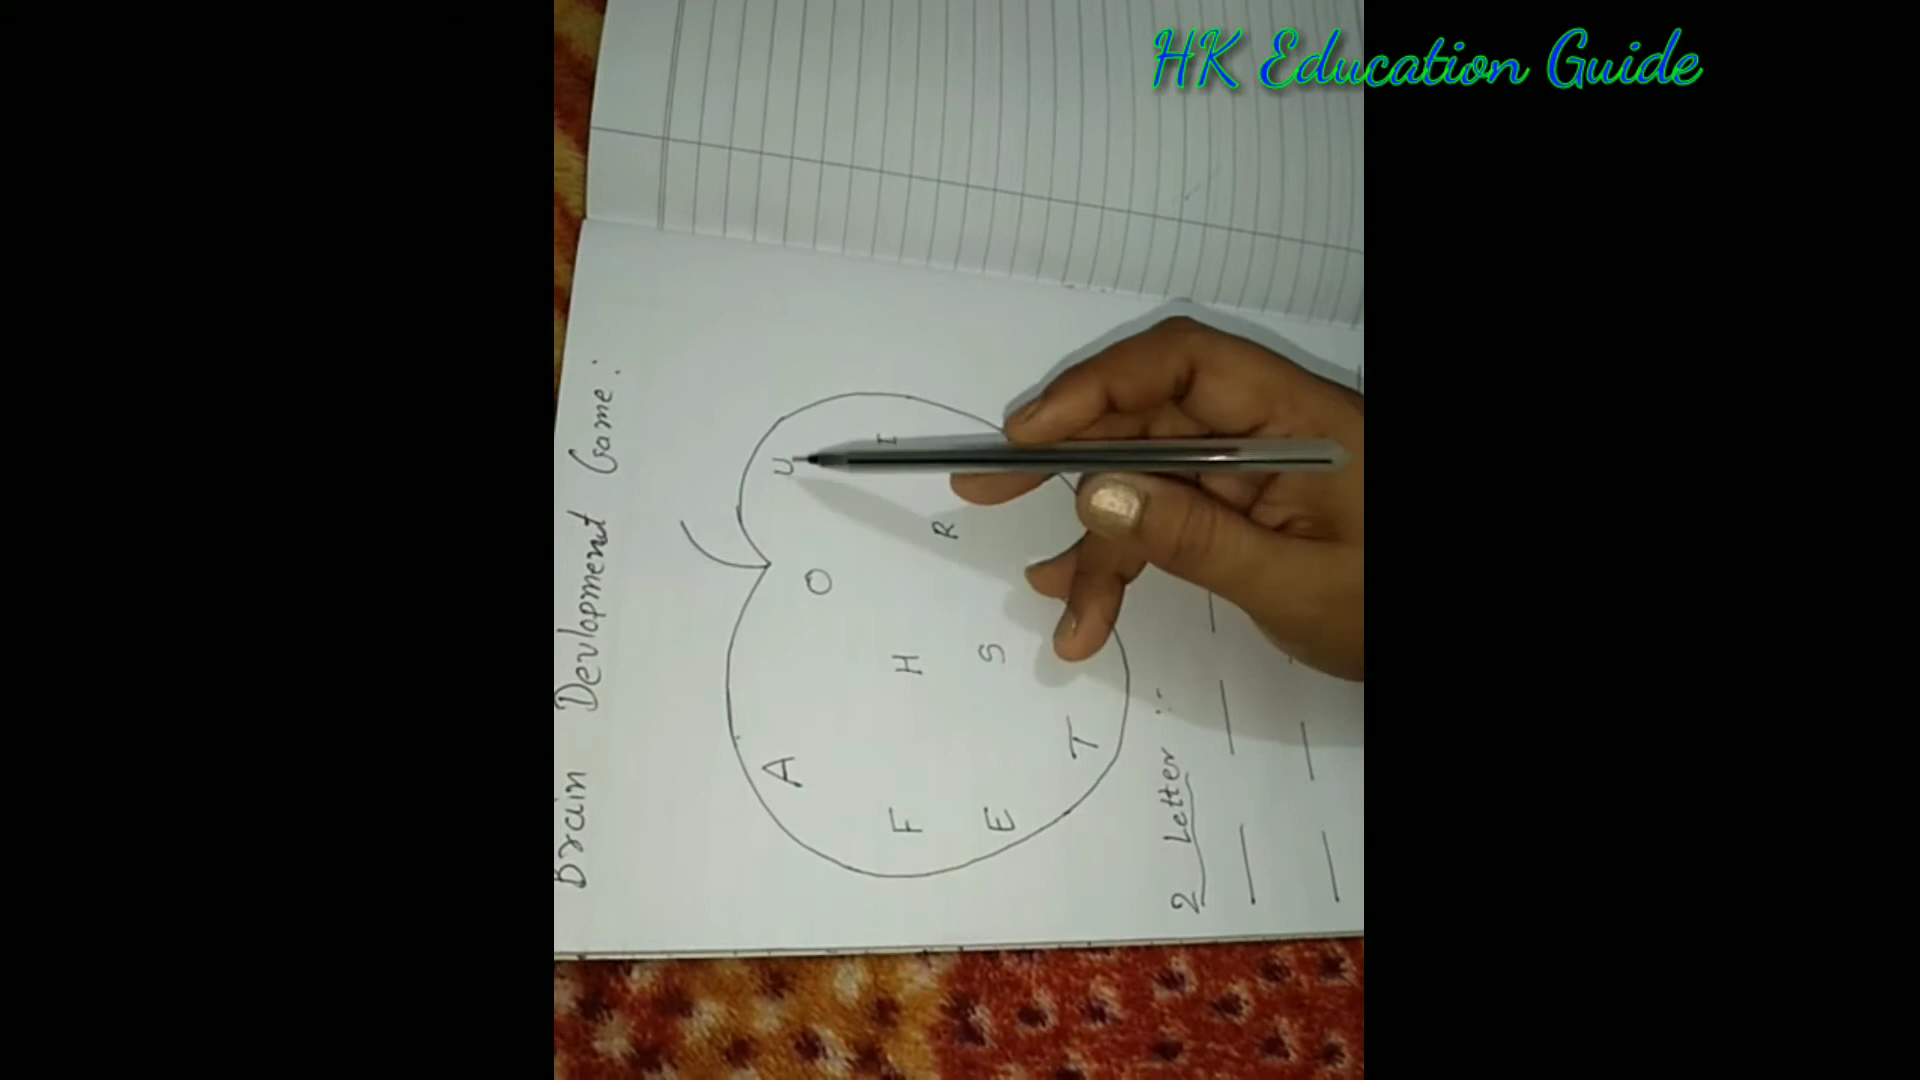 HK Education Guide
Brain Devlopment Game:
A O U
F H I
R
E S
T
2 Letter :-